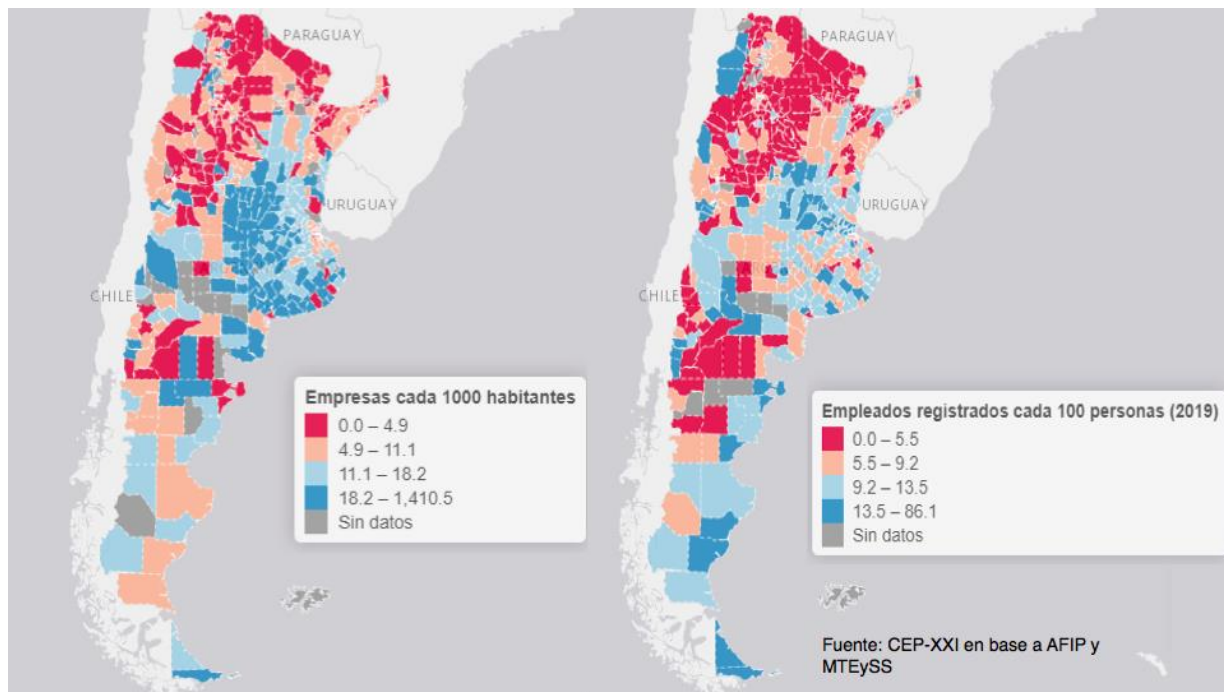 PARAGUAY
URUGUAY
CHILE
Empresas cada 1000 habitantes
0.0 – 4.9
4.9 – 11.1
11.1 – 18.2
18.2 – 1,410.5
Sin datos
PARAGUAY
URUGUAY
CHILE
Empleados registrados cada 100 personas (2019)
0.0 – 5.5
5.5 – 9.2
9.2 – 13.5
13.5 – 86.1
Sin datos
Fuente: CEP-XXI en base a AFIP y
MTEySS